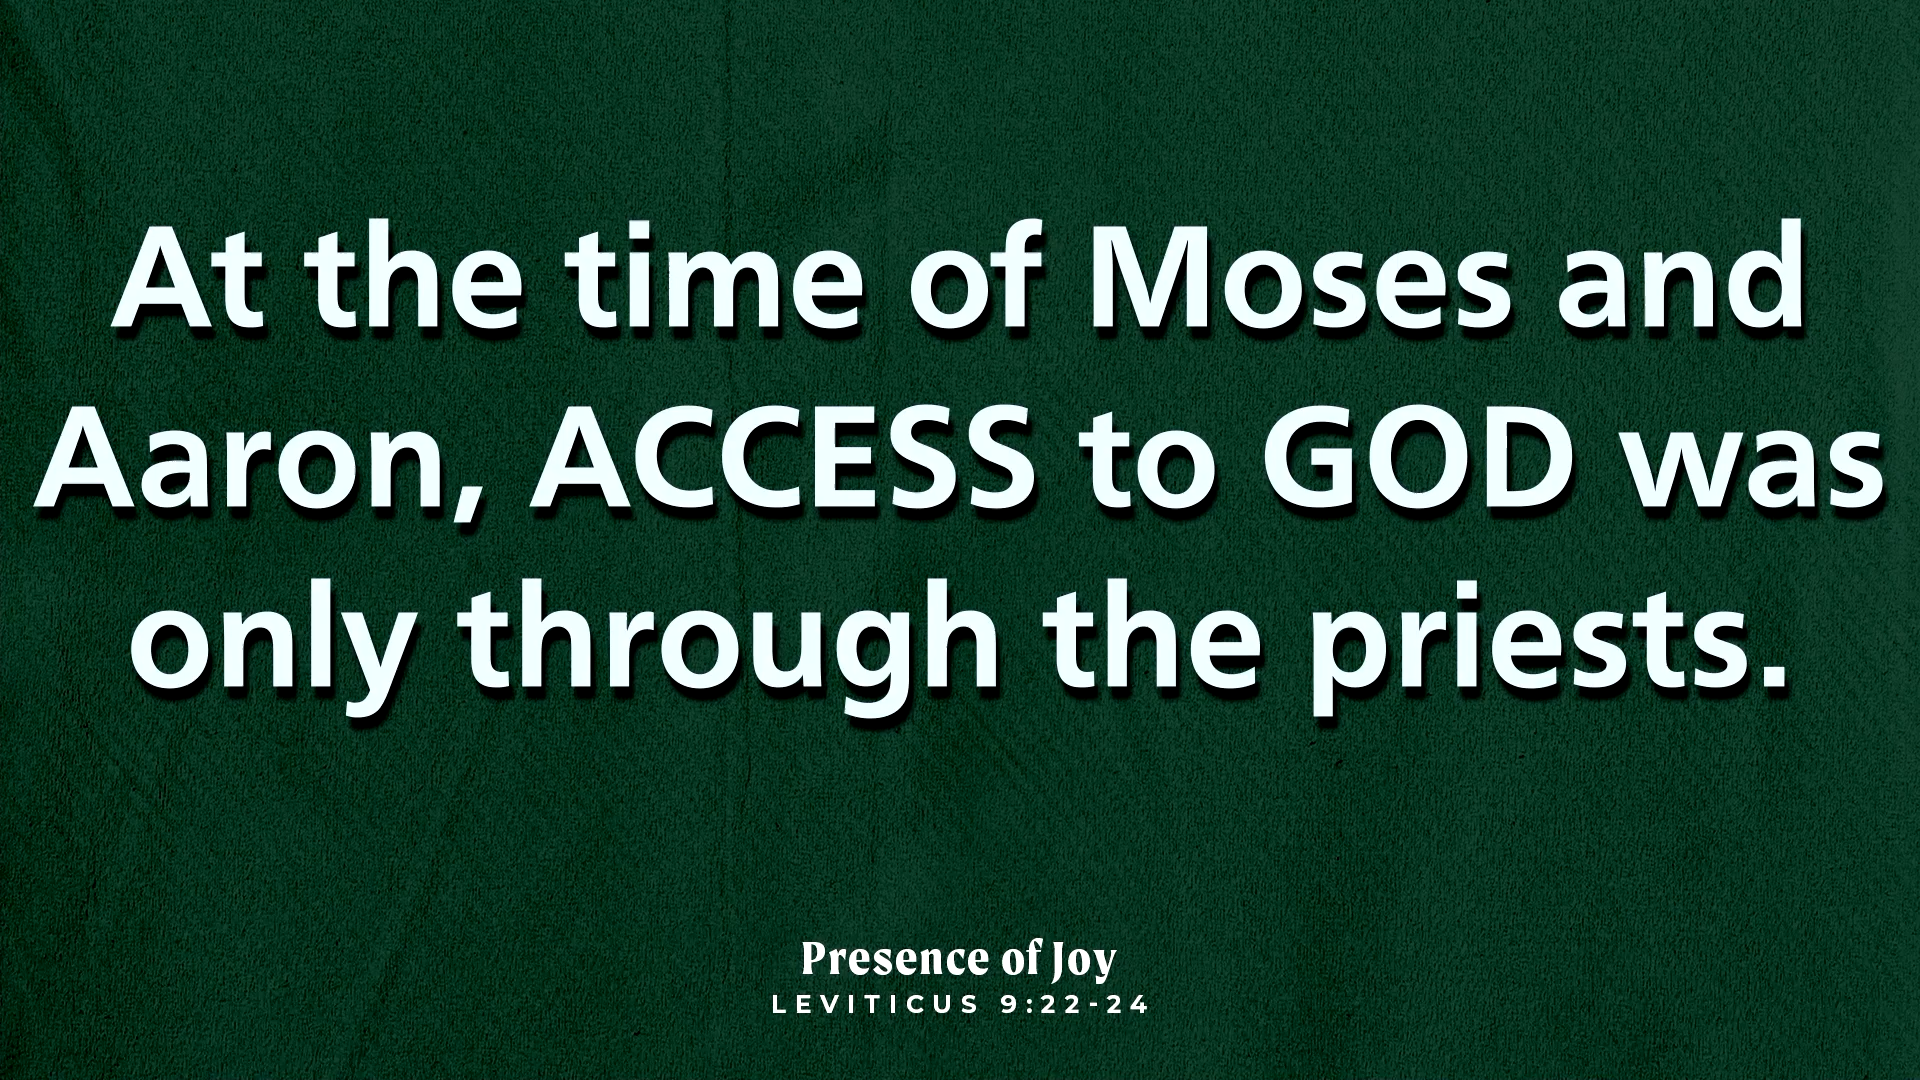 At the time of Moses and
Aaron, ACCESS to GOD was
only through the priests.
Presence of Joy
LEVITICUS 9:22-24